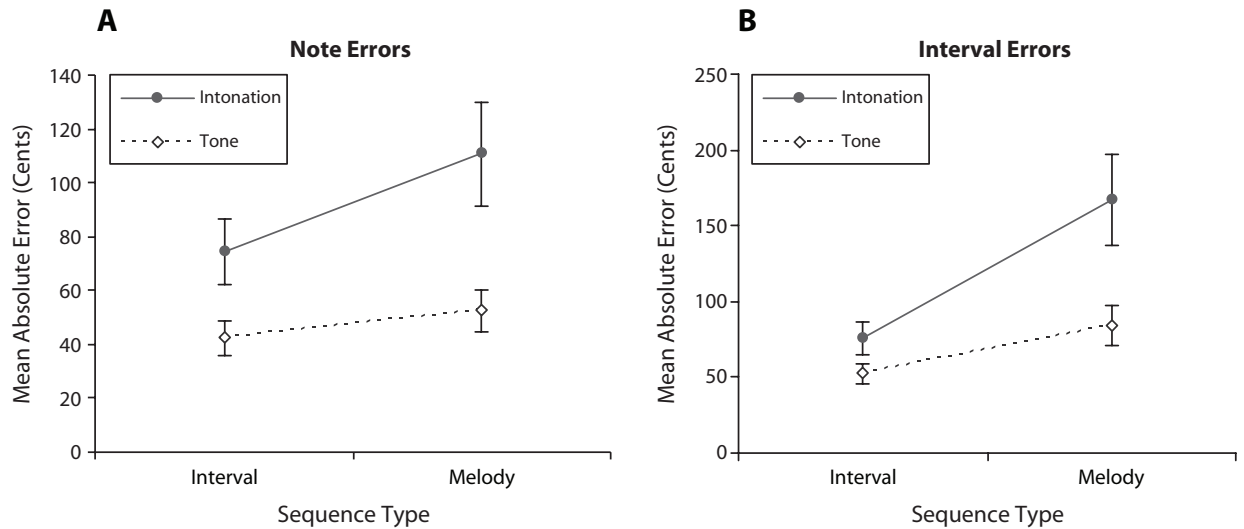 A
Note Errors
140
120
100
80
60
40
20
0
Mean Absolute Error (Cents)
Intonation
Tone
Interval
Melody
Sequence Type
B
Interval Errors
250
200
150
100
50
0
Mean Absolute Error (Cents)
Intonation
Tone
Interval
Melody
Sequence Type